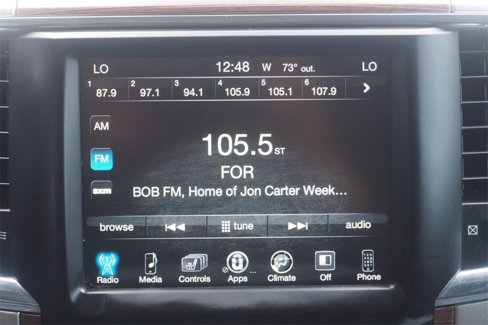 LO 12:48 W 73° out. LO
1 87.9 2 97.1 3 94.1 4 105.9 5 105.1 6 107.9
AM
FM
sxm
105.5 ST
FOR
BOB FM, Home of Jon Carter Week...
browse tune audio
Radio Media Controls Apps Climate Off Phone